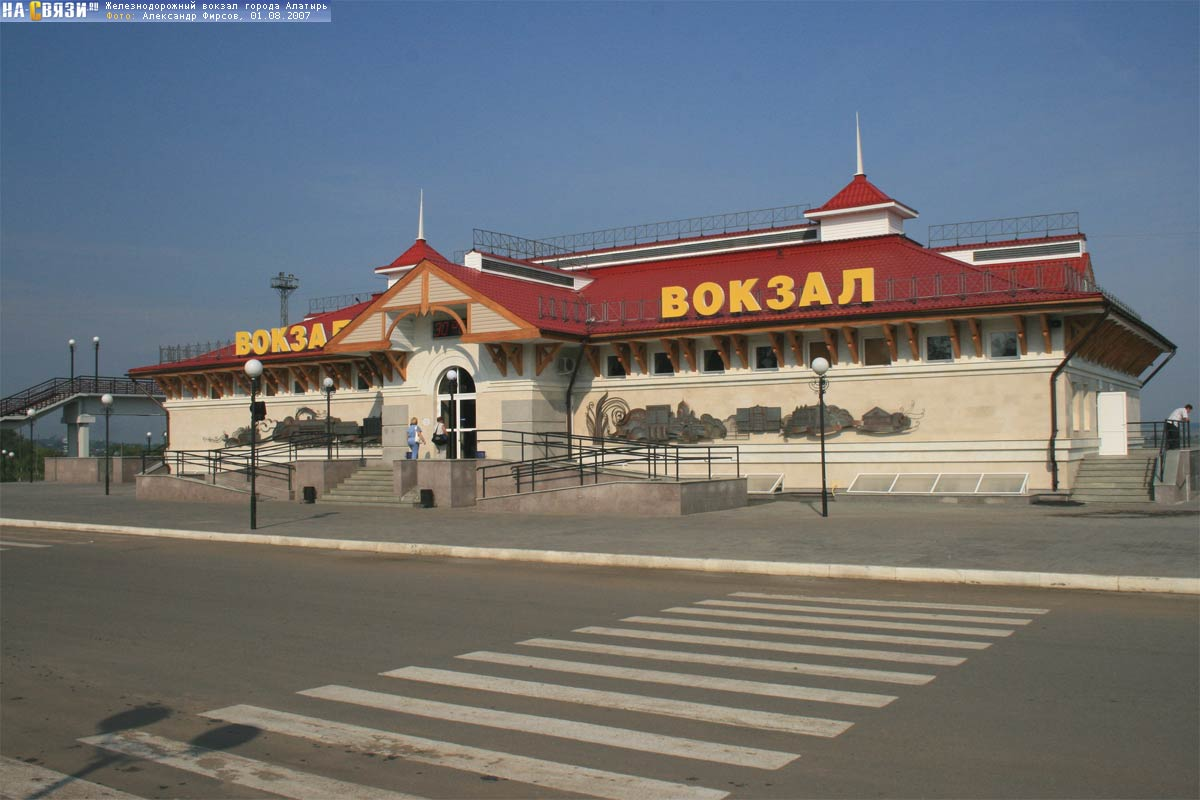 НА СВЯЗИ.RU
Железнодорожный вокзал города Алатырь
Фото: Александр Фирсов, 01.08.2007
ВОКЗАЛ
ВОКЗАЛ